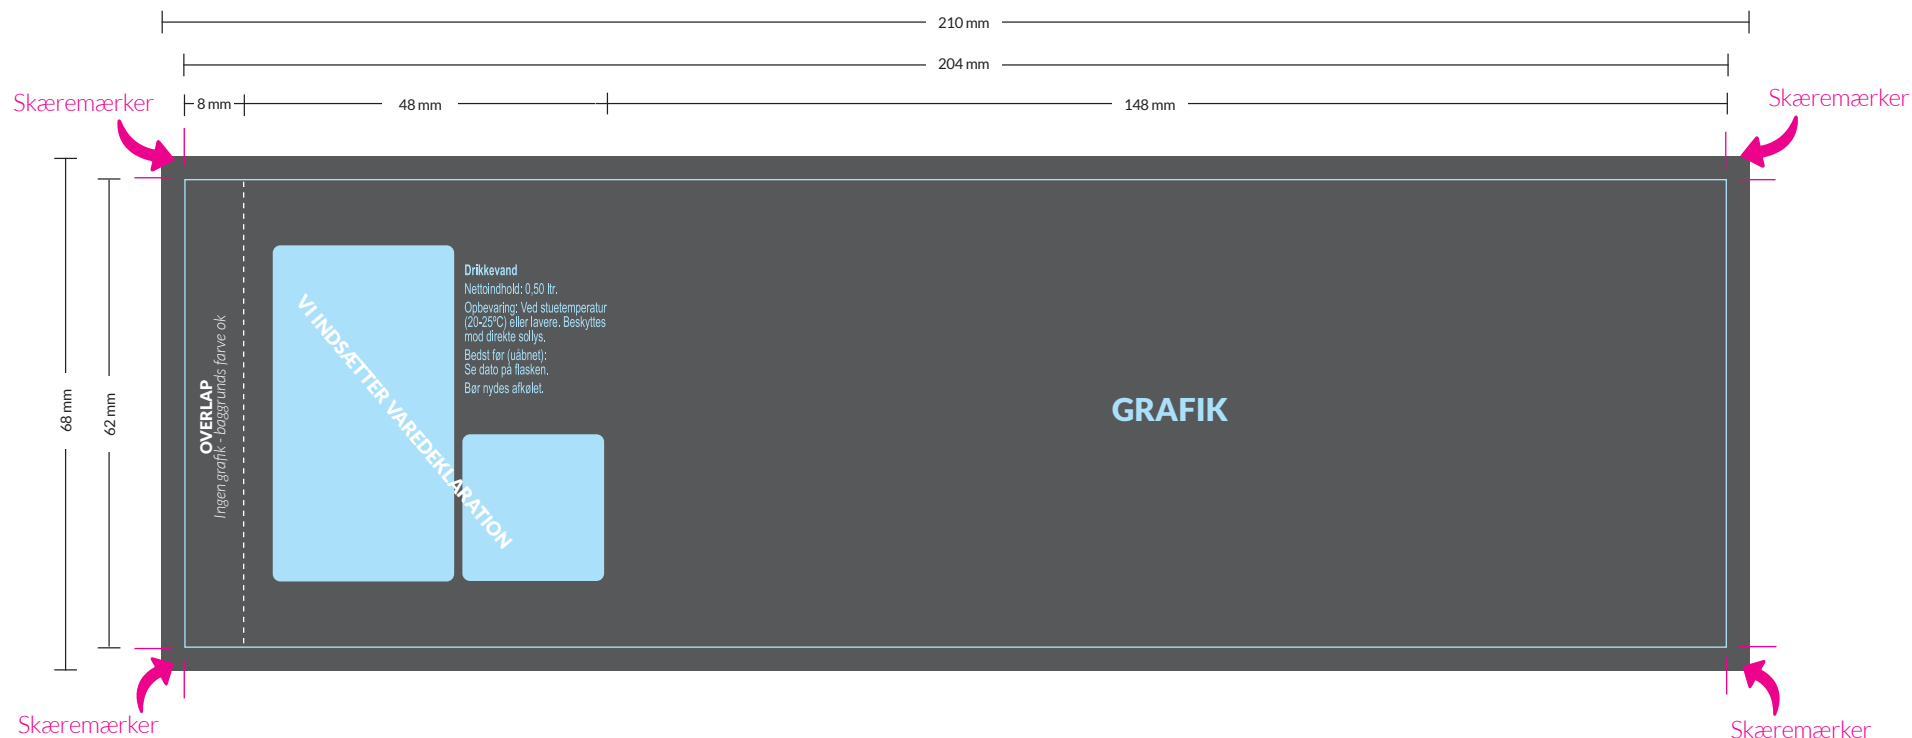 210 mm
204 mm
8 mm
48 mm
148 mm
Skæremærker
Skæremærker
68 mm
62 mm
OVERLAP
Ingen grafik - baggrunds farve ok
VI INDSÆTTER VAREDEKLARATION
Drikkevand
Nettoindhold: 0,50 ltr.
Opbevaring: Ved stuetemperatur
(20-25ºC) eller lavere. Beskyttes
mod direkte sollys.
Bedst før (uåbnet):
Se dato på flasken.
Bør nydes afkølet.
GRAFIK
Skæremærker
Skæremærker